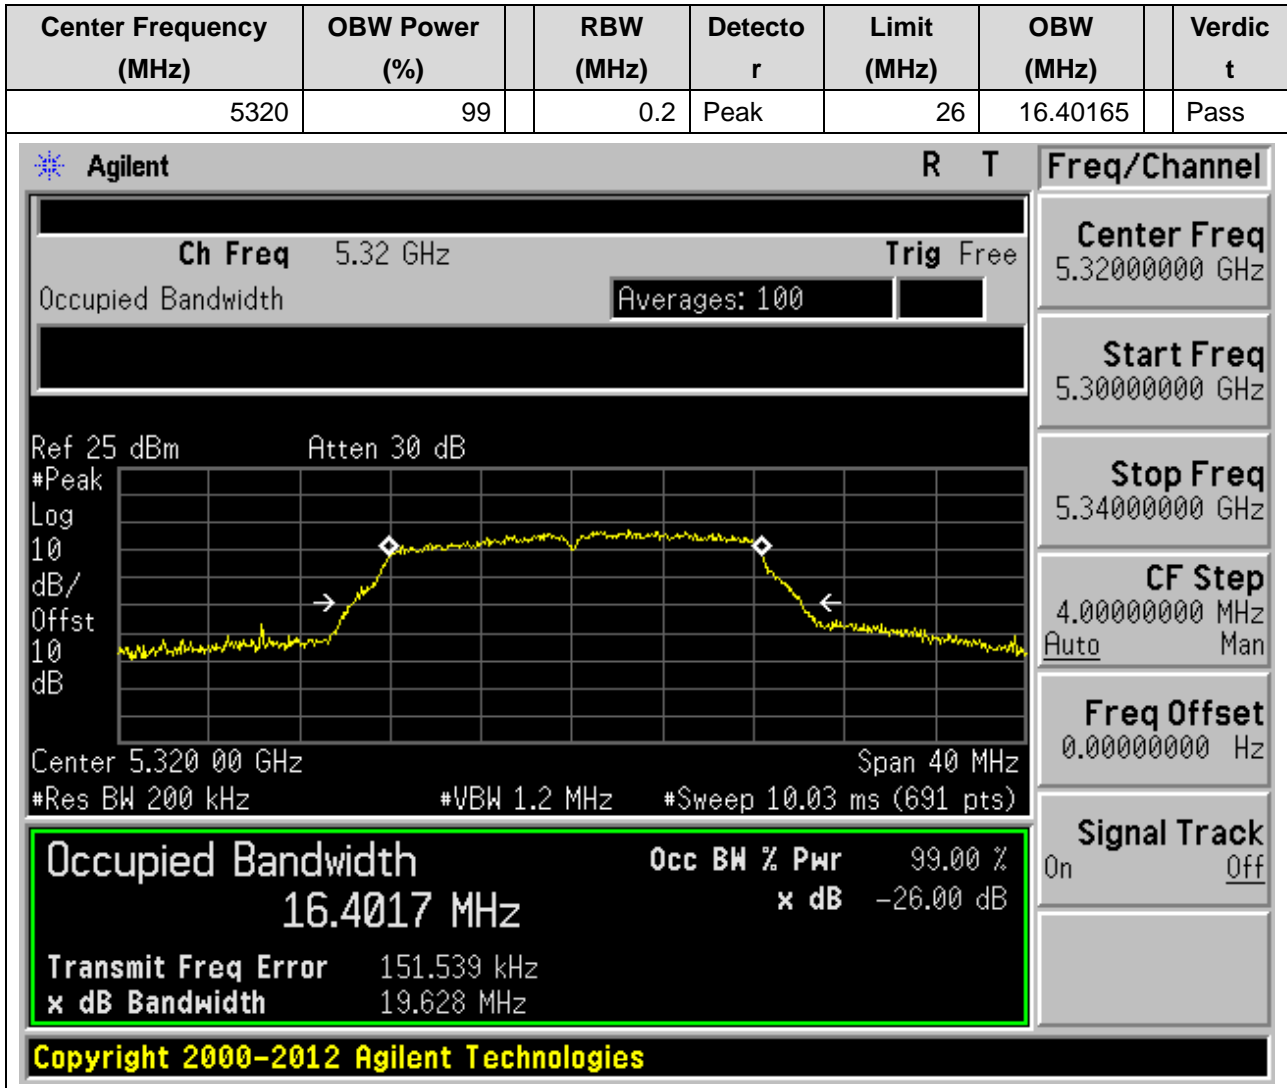 Center Frequency OBW Power RBW Detecto Limit OBW Verdic
(MHz) (%) (MHz) r (MHz) (MHz) t
5320 99 0.2 Peak 26 16.40165 Pass
Agilent R T Freq/Channel
Ch Freq 5.32 GHz Trig Free
Occupied Bandwidth Averages: 100
Center Freq
5.32000000 GHz
Start Freq
5.30000000 GHz
Stop Freq
5.34000000 GHz
CF Step
4.00000000 MHz
Auto Man
Freq Offset
0.00000000 Hz
Signal Track
On Off
Ref 25 dBm Atten 30 dB
#Peak
Log
10
dB/
Offst
10
dB
Center 5.320 00 GHz Span 40 MHz
#Res BW 200 kHz #VBW 1.2 MHz #Sweep 10.03 ms (691 pts)
Occupied Bandwidth Occ BW % Pwr 99.00 %
16.4017 MHz x dB -26.00 dB
Transmit Freq Error 151.539 kHz
x dB Bandwidth 19.628 MHz
Copyright 2000-2012 Agilent Technologies